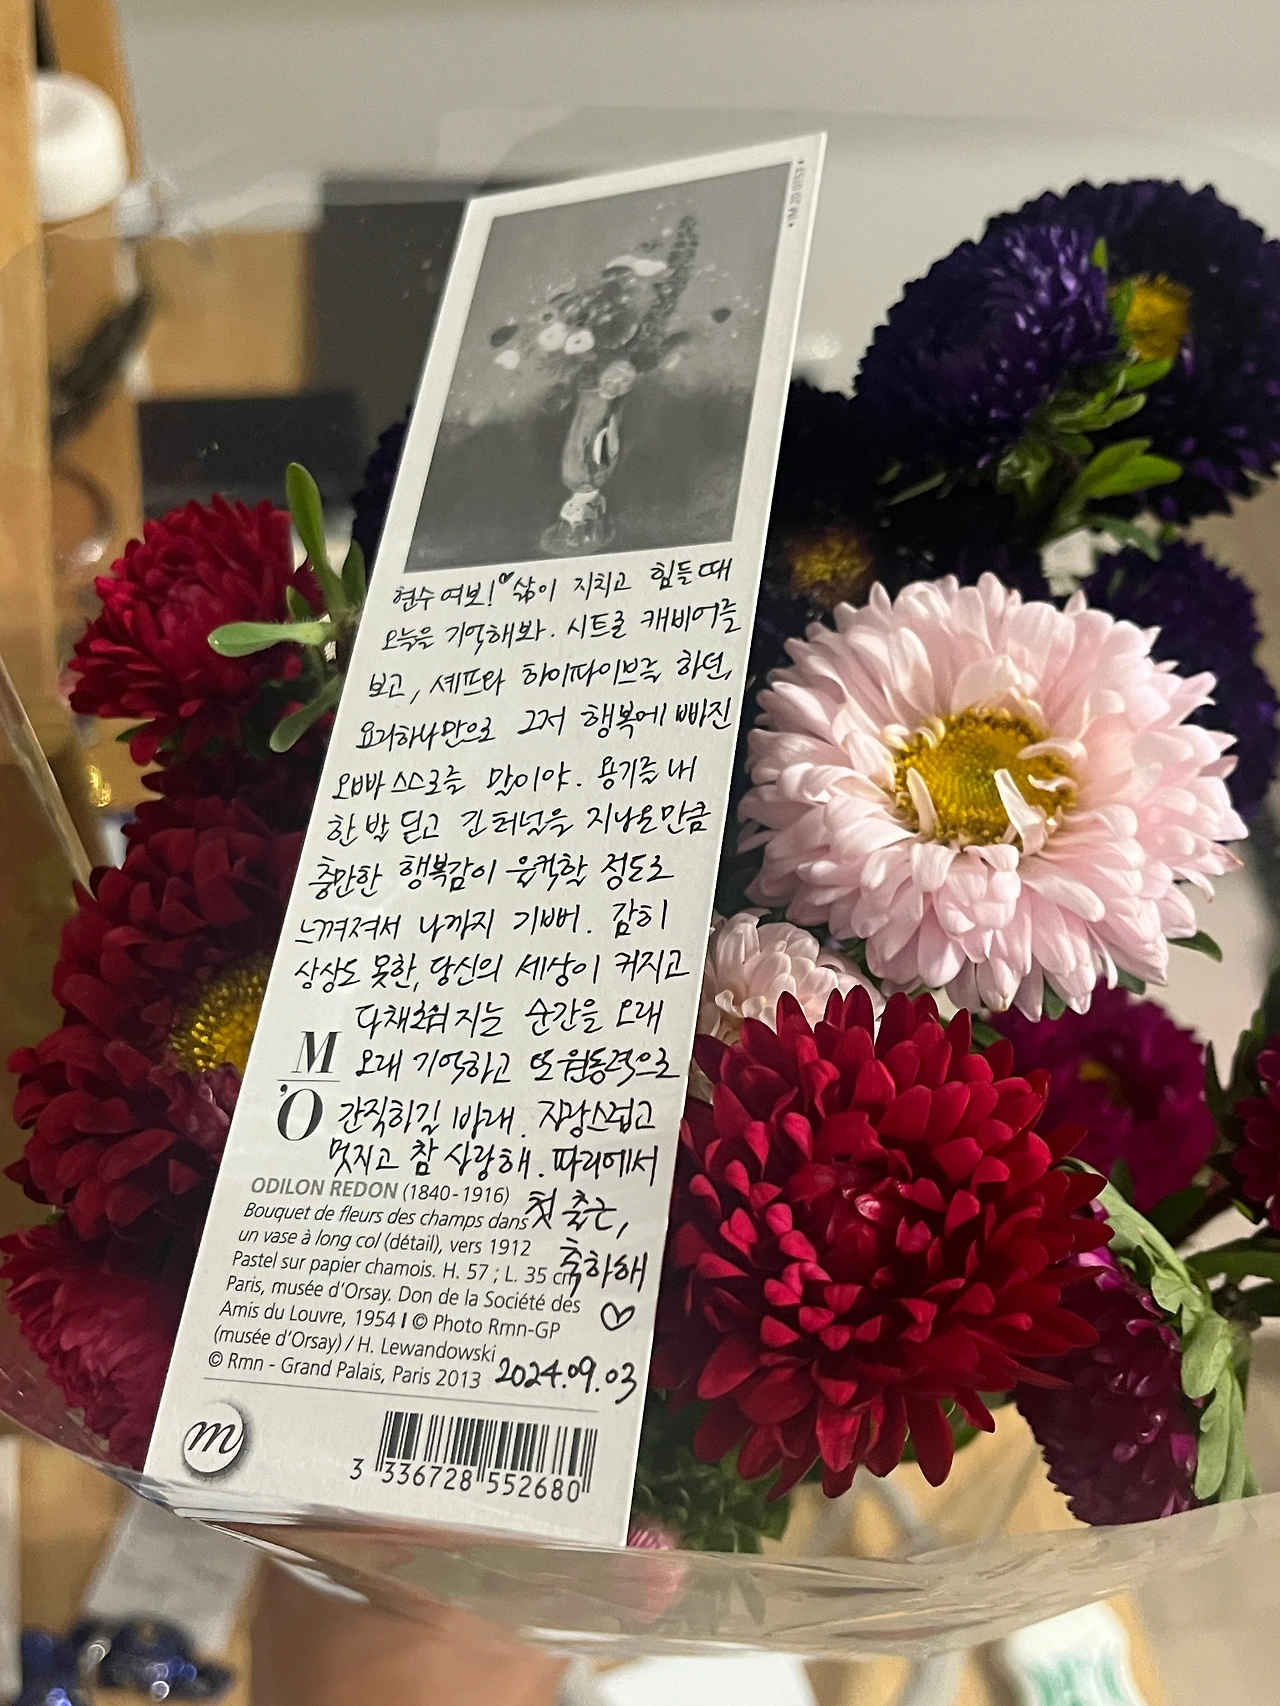 IM 20 0153
현수 여보!♡ 삶이 지치고 힘들 때
오늘을 기억해봐. 시트론 캐비어를
보고, 셰프와 하이파이브를 하던,
요리하나만으로 그저 행복에 빠진
오빠 스스로를 말이야. 용기를 내
한 발 딛고 긴 터널을 지나온만큼
충만한 행복감이 울컥할 정도로
느껴져서 나까지 기뻐. 감히
상상도 못한, 당신의 세상이 커지고
다채로워지는 순간을 오래
오래 기억하고 또 원동력으로
간직하길 바래. 자랑스럽고
멋지고 참 사랑해. 파리에서
첫 출근,
축하해
♡
M
'O
ODILON REDON (1840-1916)
Bouquet de fleurs des champs dans
un vase à long col (détail), vers 1912
Pastel sur papier chamois. H. 57 ; L. 35 cm
Paris, musée d'Orsay. Don de la Société des
Amis du Louvre, 1954 I © Photo Rmn-GP
(musée d'Orsay) / H. Lewandowski
© Rmn - Grand Palais, Paris 2013
2024.09.03
m
3 336728 552680